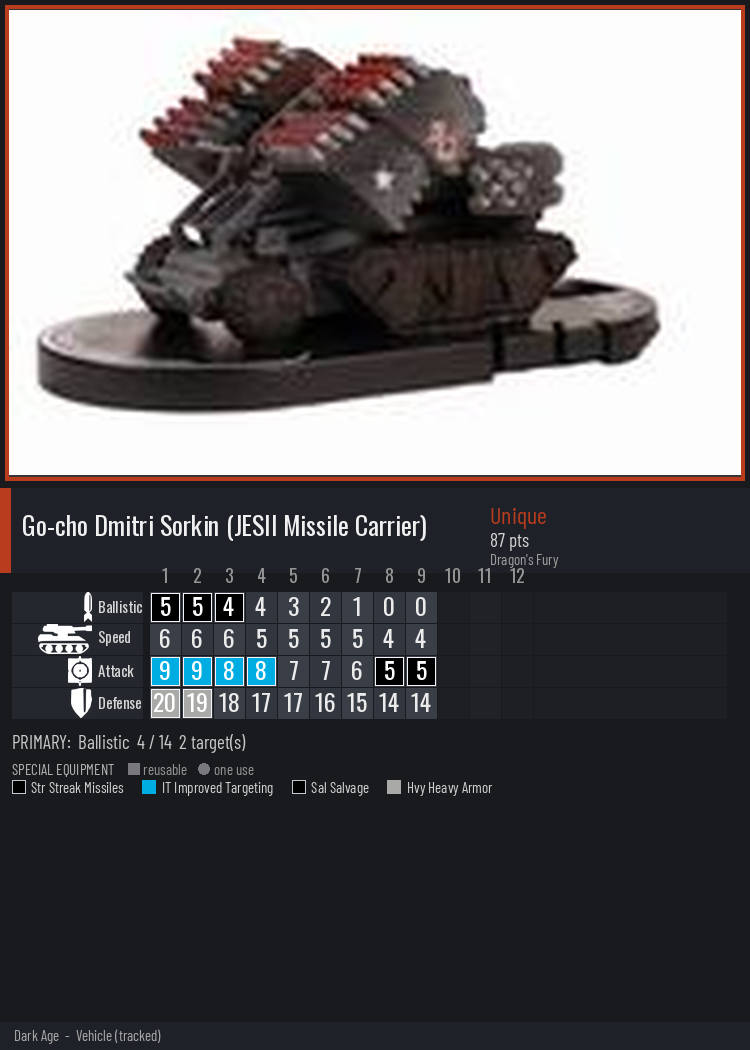 Go-cho Dmitri Sorkin (JESII Missile Carrier)
Unique
87 pts
Dragon's Fury
1 2 3 4 5 6 7 8 9 10 11 12
Ballistic 5 5 4 4 3 2 1 0 0
Speed 6 6 6 5 5 5 5 4 4
Attack 9 9 8 8 7 7 6 5 5
Defense 20 19 18 17 17 16 15 14 14
PRIMARY: Ballistic 4 / 14 2 target(s)
SPECIAL EQUIPMENT reusable one use
Str Streak Missiles IT Improved Targeting Sal Salvage Hvy Heavy Armor
Dark Age - Vehicle (tracked)